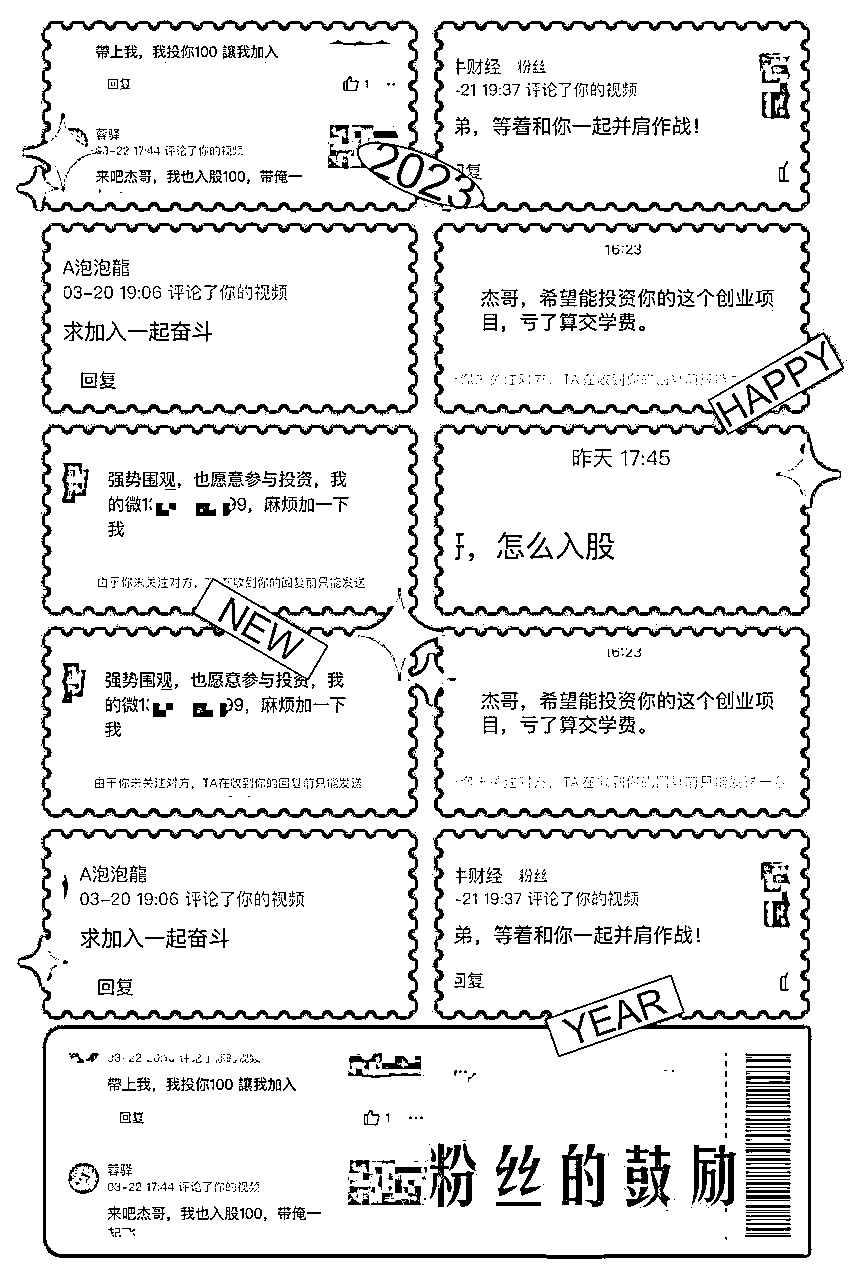 帶上我，我投你100 讓我加入
回复
1
蓉驿
03-22 17:44 评论了你的视频
来吧杰哥，我也入股100，带俺一
财经 粉丝
-21 19:37 评论了你的视频
弟，等着和你一起并肩作战！
回复
2023
A泡泡龍
03-20 19:06 评论了你的视频
求加入一起奋斗
回复
16:23
杰哥，希望能投资你的这个创业项
目，亏了算交学费。
HAPPY
强势围观，也愿意参与投资，我
的微1 99，麻烦加一下
我
由于你未关注对方，TA在收到你的回复前只能发送
昨天 17:45
，怎么入股
NEW
强势围观，也愿意参与投资，我
的微1 99，麻烦加一下
我
由于你未关注对方，TA在收到你的回复前只能发送
16:23
杰哥，希望能投资你的这个创业项
目，亏了算交学费。
A泡泡龍
03-20 19:06 评论了你的视频
求加入一起奋斗
回复
财经 粉丝
-21 19:37 评论了你的视频
弟，等着和你一起并肩作战！
回复
YEAR
帶上我，我投你100 讓我加入
回复
1
蓉驿
03-22 17:44 评论了你的视频
来吧杰哥，我也入股100，带俺一
粉丝的鼓励